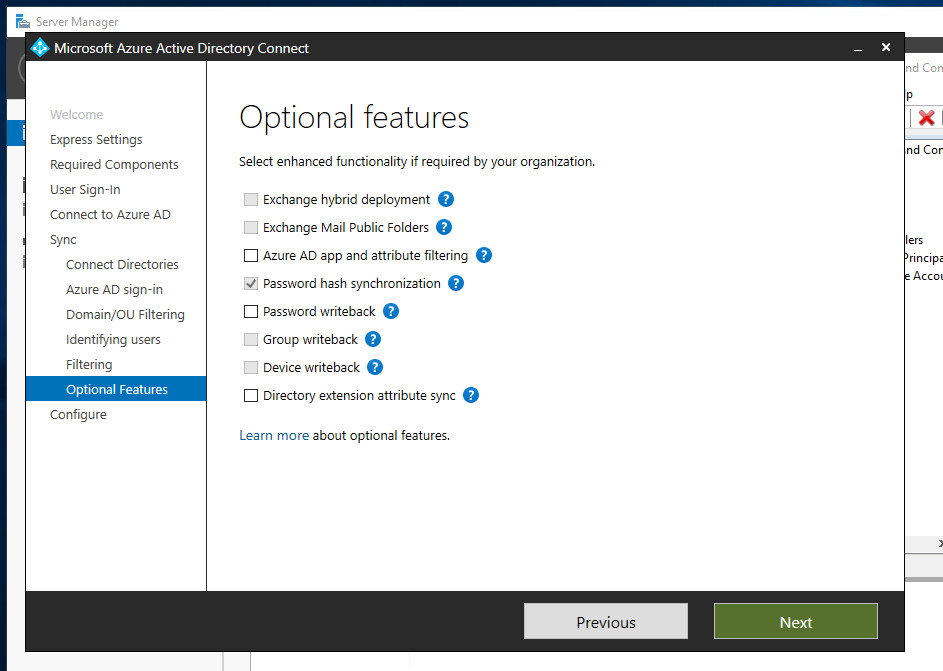 Server Manager
Microsoft Azure Active Directory Connect
Welcome
Express Settings
Required Components
User Sign-In
Connect to Azure AD
Sync
Connect Directories
Azure AD sign-in
Domain/OU Filtering
Identifying users
Filtering
Optional Features
Configure
Optional features
Select enhanced functionality if required by your organization.
Exchange hybrid deployment ?
Exchange Mail Public Folders ?
Azure AD app and attribute filtering ?
Password hash synchronization ?
Password writeback ?
Group writeback ?
Device writeback ?
Directory extension attribute sync ?
Learn more about optional features.
Previous
Next
nd Con
lp
nd Con
lers
Principa
e Accou